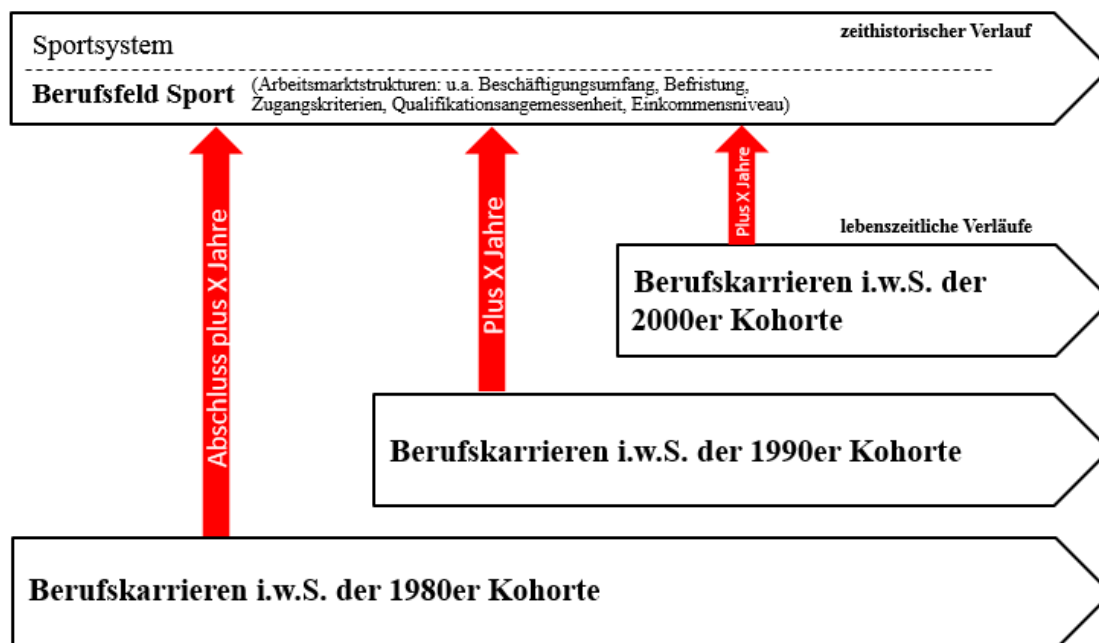 zeithistorischer Verlauf
Sportsystem
Berufsfeld Sport (Arbeitsmarktstrukturen: u.a. Beschäftigungsumfang, Befristung,
Zugangskriterien, Qualifikationsangemessenheit, Einkommensniveau)
Abschluss plus X Jahre
Plus X Jahre
Plus X Jahre
lebenszeitliche Verläufe
Berufskarrieren i.w.S. der
2000er Kohorte
Berufskarrieren i.w.S. der 1990er Kohorte
Berufskarrieren i.w.S. der 1980er Kohorte